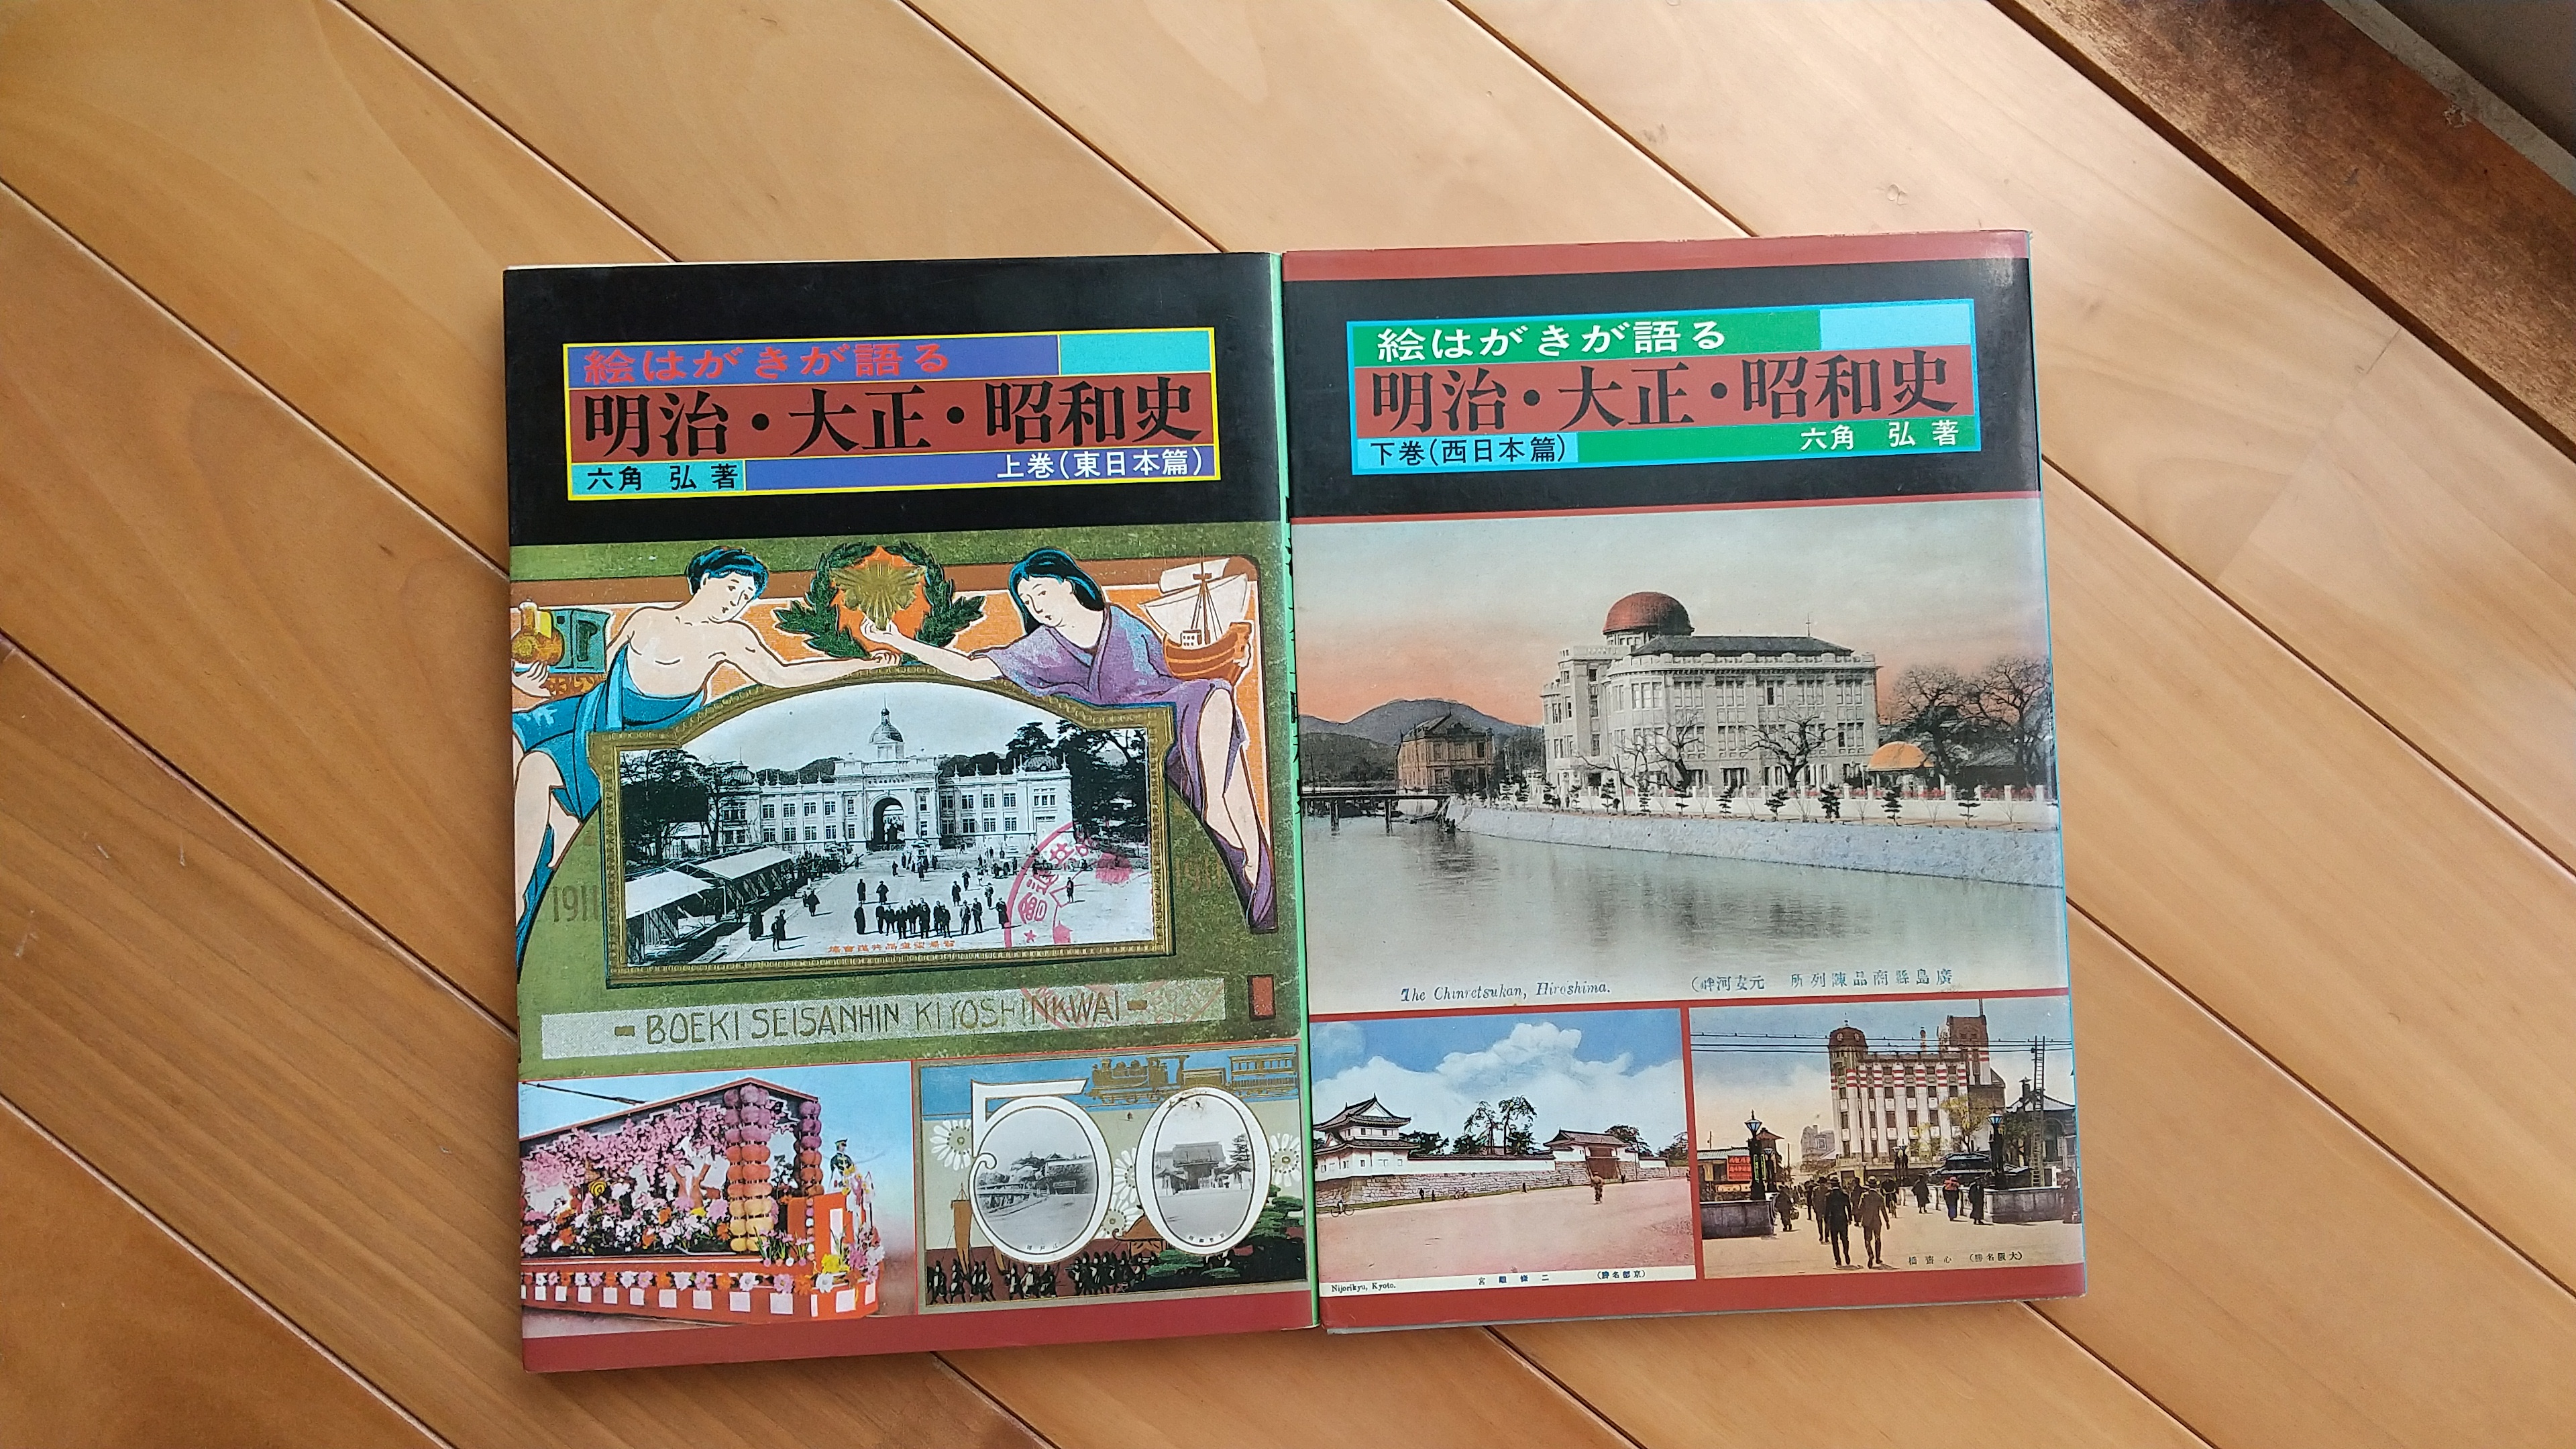 絵はがきが語る
明治・大正・昭和史
六角 弘 著
上巻(東日本篇)
1911
BOEKI SEISANHIN KIYOSHINKWAI
50
絵はがきが語る
明治・大正・昭和史
下巻(西日本篇)
六角 弘 著
The Chinretsukan, Hiroshima.
廣島縣商品陳列所
Nijorikyu, Kyoto.
(京都名勝) 二條離宮
(大阪名勝) 心齋橋